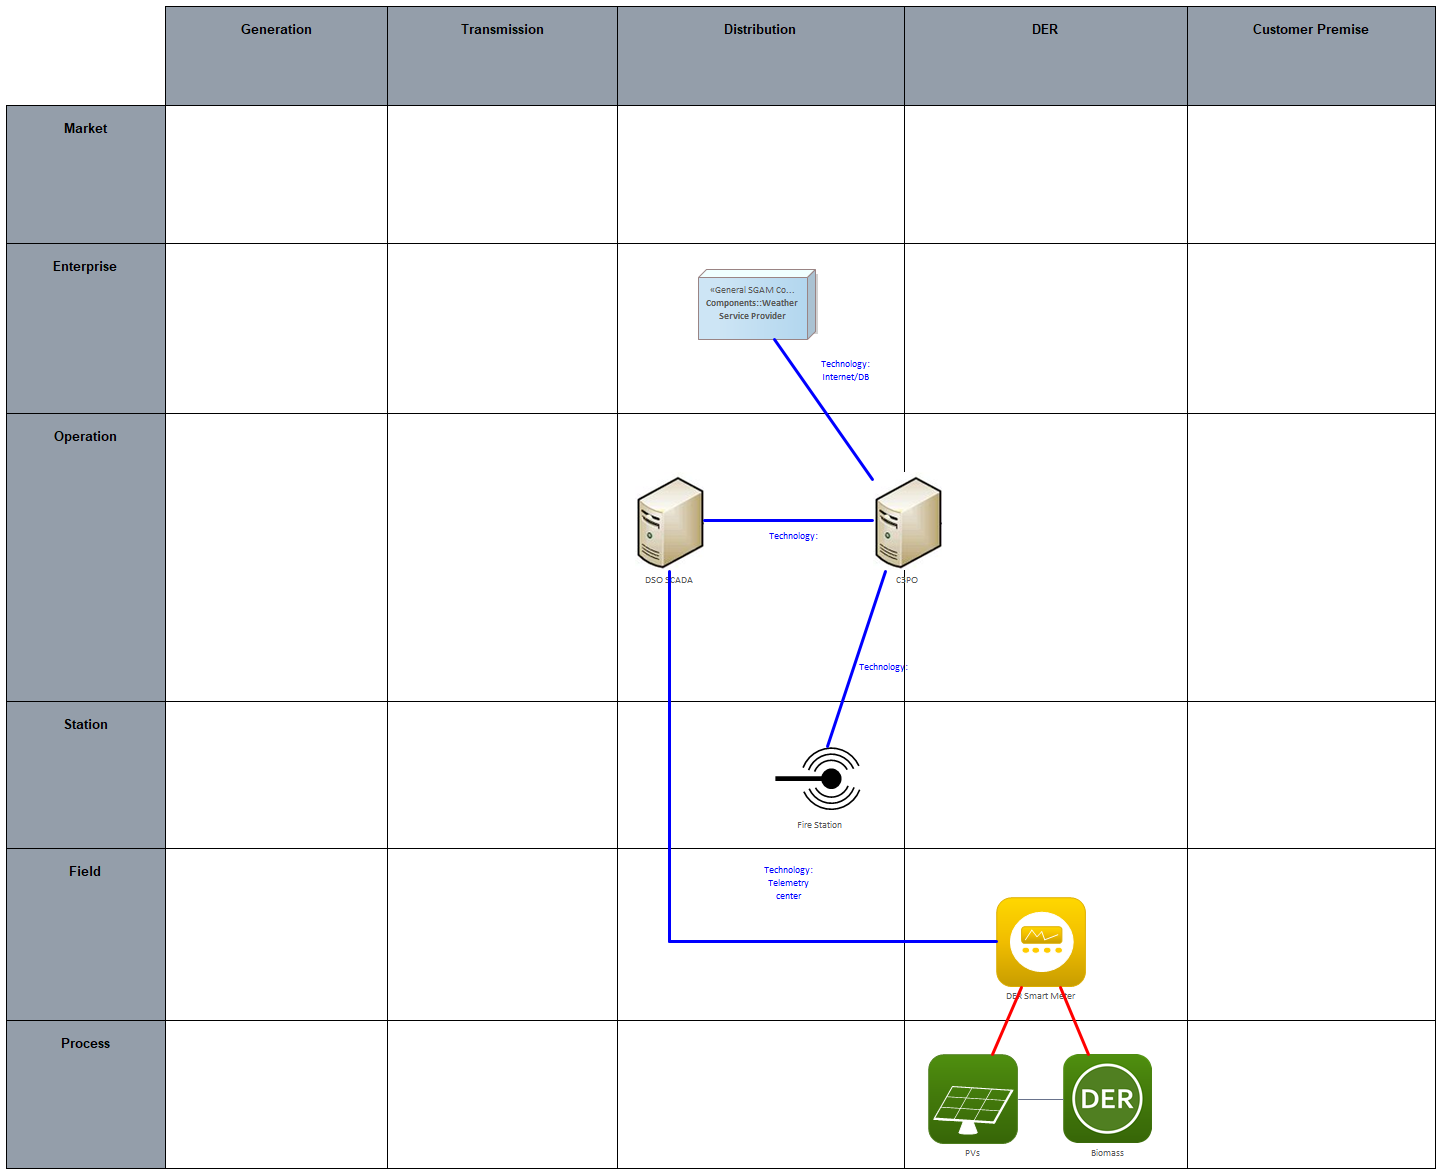 Generation
Transmission
Distribution
DER
Customer Premise
Market
Enterprise
«General SGAM Co...
Components::Weather
Service Provider
Technology:
Internet/DB
Operation
Technology:
DSO SCADA
C3PO
Technology:
Station
Fire Station
Field
Technology:
Telemetry
center
DER Smart Meter
Process
DER
PVs
Biomass